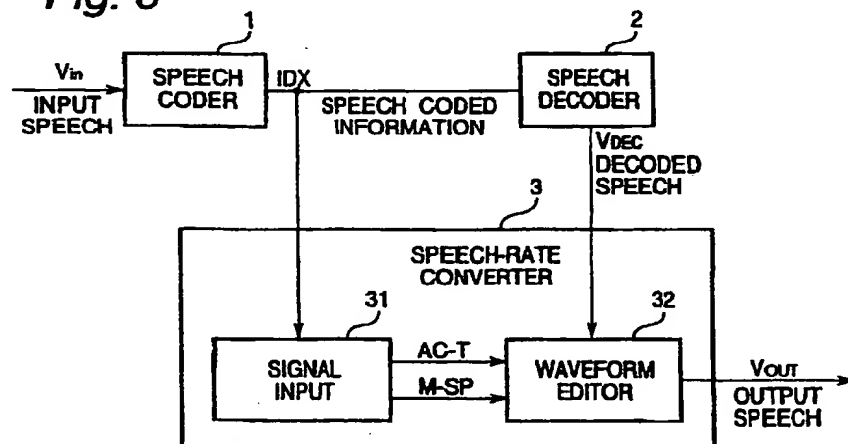 1
2
Vin
SPEECH
CODER
IDX
SPEECH
DECODER
INPUT
SPEECH
SPEECH CODED
INFORMATION
VDEC
DECODED
SPEECH
3
SPEECH-RATE
CONVERTER
31
32
SIGNAL
INPUT
AC-T
M-SP
WAVEFORM
EDITOR
VOUT
OUTPUT
SPEECH